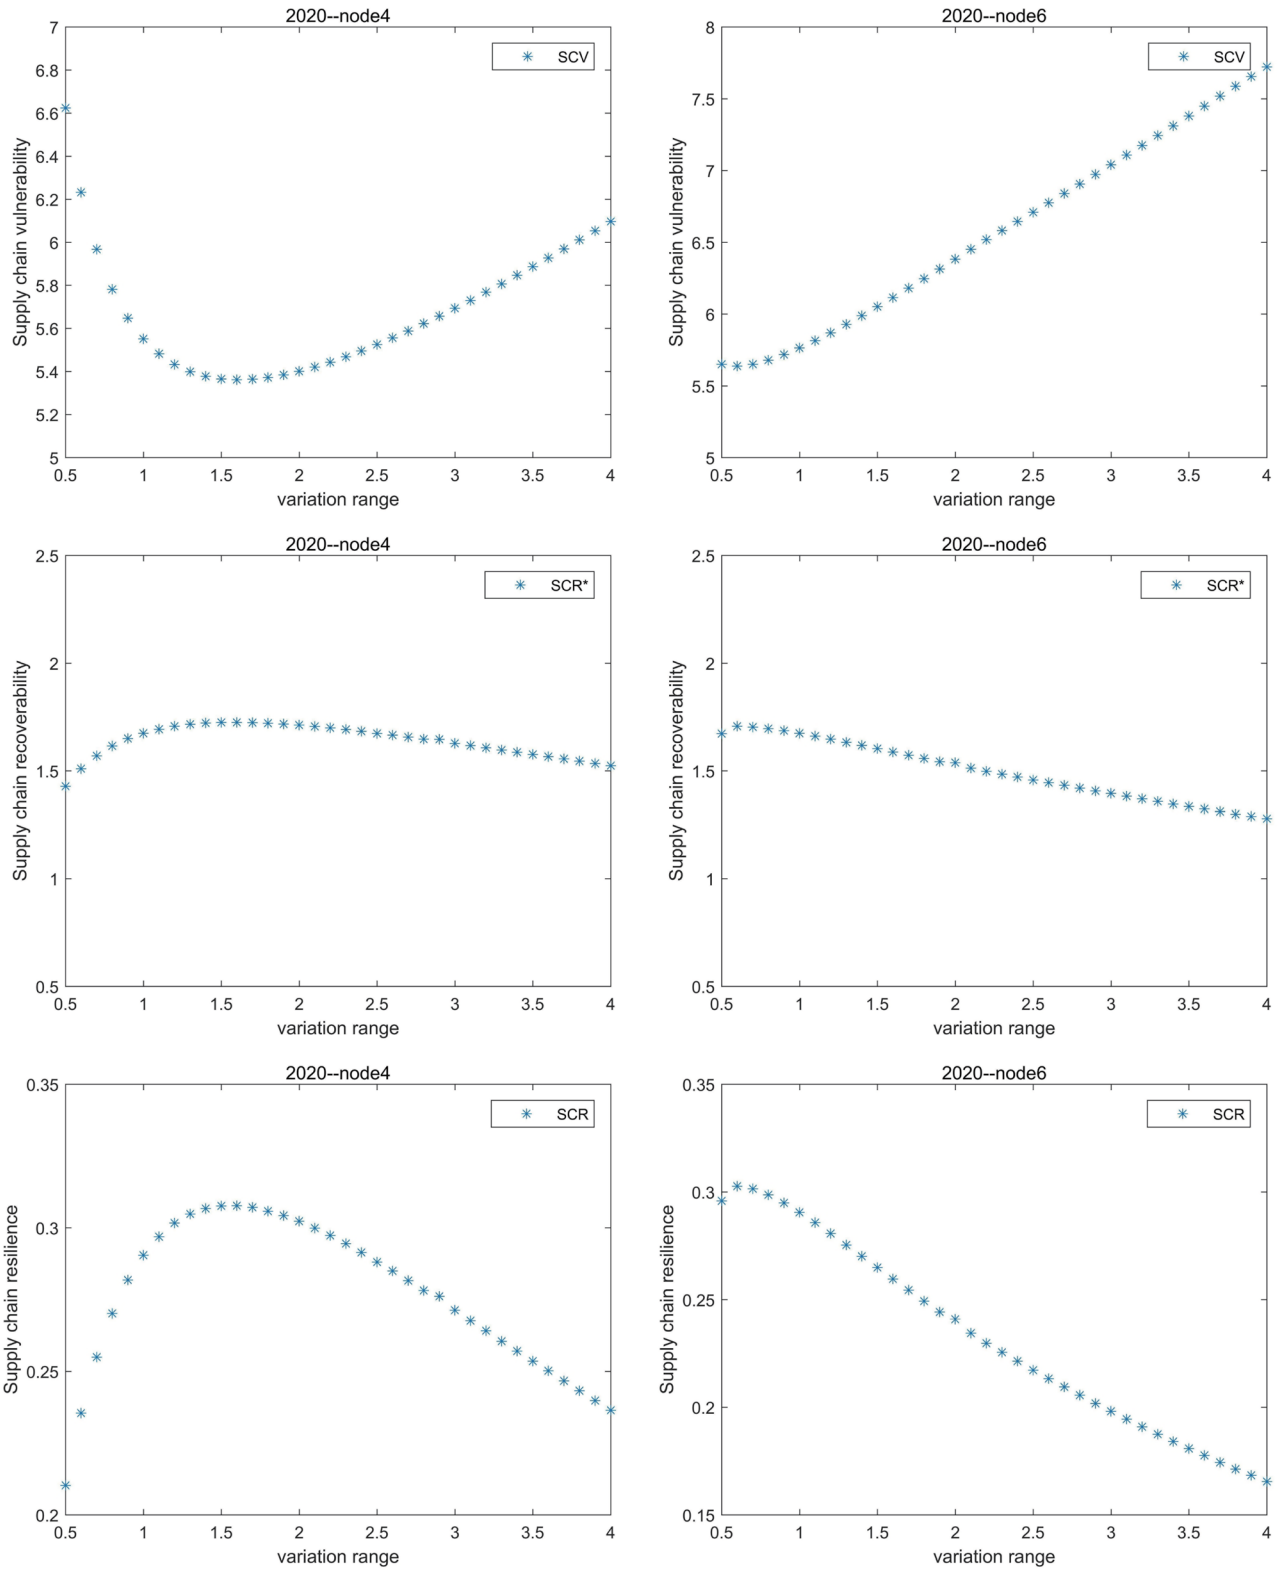 2020--node4
SCV
Supply chain vulnerability
7
6.8
6.6
6.4
6.2
6
5.8
5.6
5.4
5.2
5
0.5 1 1.5 2 2.5 3 3.5 4
variation range
2020--node6
SCV
Supply chain vulnerability
8
7.5
7
6.5
6
5.5
5
0.5 1 1.5 2 2.5 3 3.5 4
variation range
2020--node4
SCR*
Supply chain recoverability
2.5
2
1.5
1
0.5
0.5 1 1.5 2 2.5 3 3.5 4
variation range
2020--node6
SCR*
Supply chain recoverability
2.5
2
1.5
1
0.5
0.5 1 1.5 2 2.5 3 3.5 4
variation range
2020--node4
SCR
Supply chain resilience
0.35
0.3
0.25
0.2
0.5 1 1.5 2 2.5 3 3.5 4
variation range
2020--node6
SCR
Supply chain resilience
0.35
0.3
0.25
0.2
0.15
0.5 1 1.5 2 2.5 3 3.5 4
variation range